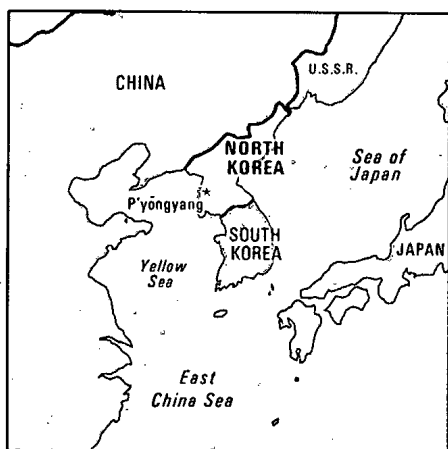 U.S.S.R.
CHINA
NORTH
KOREA
Sea of
Japan
P'yŏngyang
SOUTH
KOREA
JAPAN
Yellow
Sea
East
China Sea